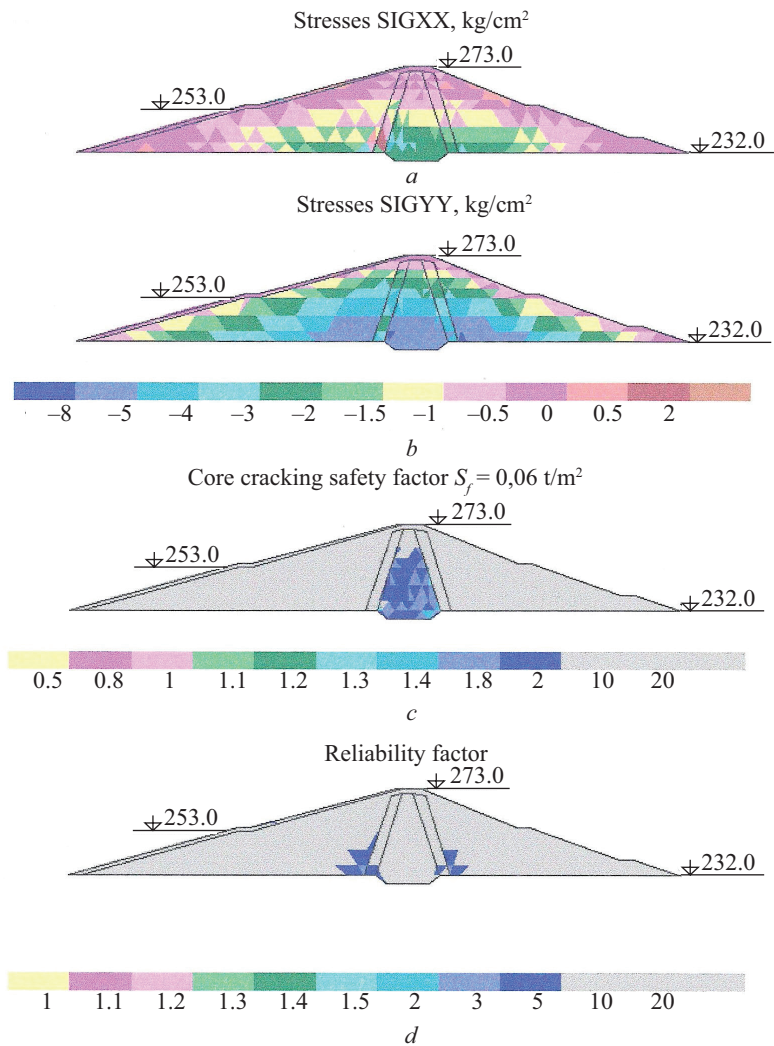 Stresses SIGXX, kg/cm²
273.0
253.0
232.0
a
Stresses SIGYY, kg/cm²
273.0
253.0
232.0
–8 –5 –4 –3 –2 –1.5 –1 –0.5 0 0.5 2
b
Core cracking safety factor S_f = 0,06 t/m²
273.0
253.0
232.0
0.5 0.8 1 1.1 1.2 1.3 1.4 1.8 2 10 20
c
Reliability factor
273.0
253.0
232.0
1 1.1 1.2 1.3 1.4 1.5 2 3 5 10 20
d